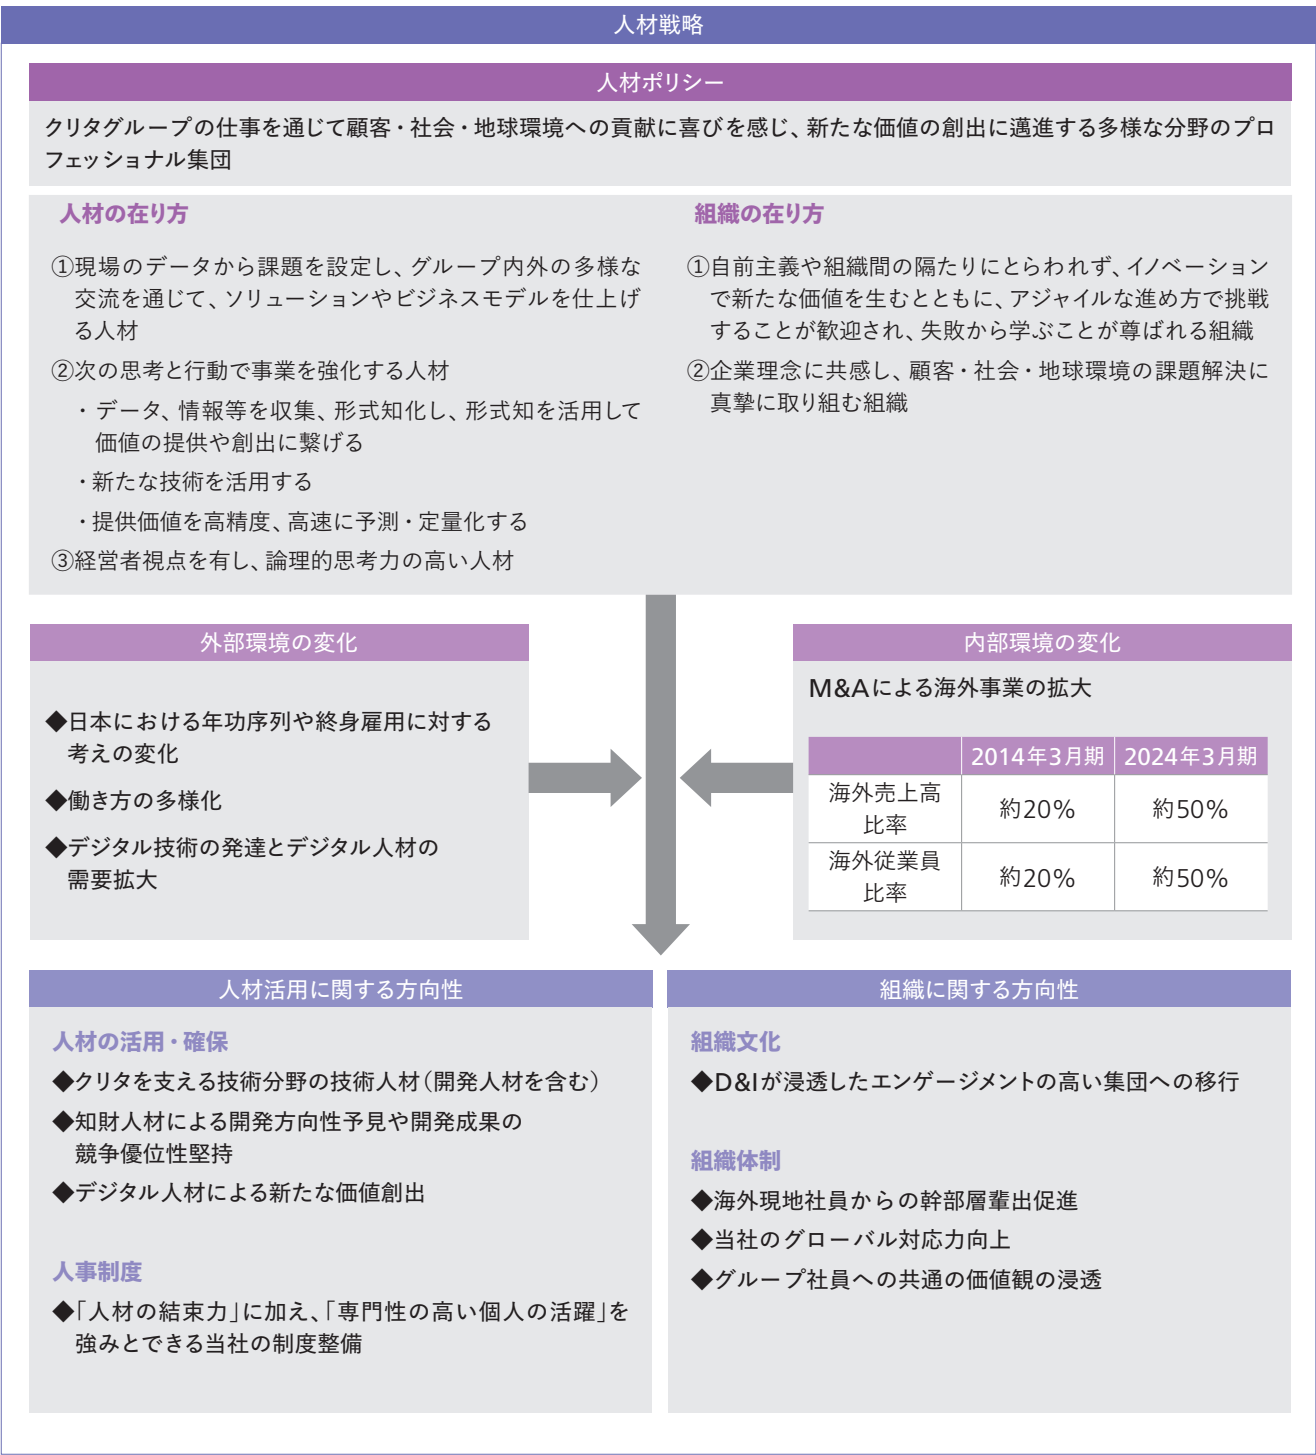 人材戦略
人材ポリシー
クリタグループの仕事を通じて顧客・社会・地球環境への貢献に喜びを感じ、新たな価値の創出に邁進する多様な分野のプロ
フェッショナル集団
人材の在り方
①現場のデータから課題を設定し、グループ内外の多様な
交流を通じて、ソリューションやビジネスモデルを仕上げ
る人材
②次の思考と行動で事業を強化する人材
・データ、情報等を収集、形式知化し、形式知を活用して
価値の提供や創出に繋げる
・新たな技術を活用する
・提供価値を高精度、高速に予測・定量化する
③経営者視点を有し、論理的思考力の高い人材
組織の在り方
①自前主義や組織間の隔たりにとらわれず、イノベーション
で新たな価値を生むとともに、アジャイルな進め方で挑戦
することが歓迎され、失敗から学ぶことが尊ばれる組織
②企業理念に共感し、顧客・社会・地球環境の課題解決に
真摯に取り組む組織
外部環境の変化
◆日本における年功序列や終身雇用に対する
考えの変化
◆働き方の多様化
◆デジタル技術の発達とデジタル人材の
需要拡大
内部環境の変化
M&Aによる海外事業の拡大
2014年3月期 2024年3月期
海外売上高
比率
約20% 約50%
海外従業員
比率
約20% 約50%
人材活用に関する方向性
人材の活用・確保
◆クリタを支える技術分野の技術人材（開発人材を含む）
◆知財人材による開発方向性予見や開発成果の
競争優位性堅持
◆デジタル人材による新たな価値創出
人事制度
◆「人材の結束力」に加え、「専門性の高い個人の活躍」を
強みとできる当社の制度整備
組織に関する方向性
組織文化
◆D&Iが浸透したエンゲージメントの高い集団への移行
組織体制
◆海外現地社員からの幹部層輩出促進
◆当社のグローバル対応力向上
◆グループ社員への共通の価値観の浸透